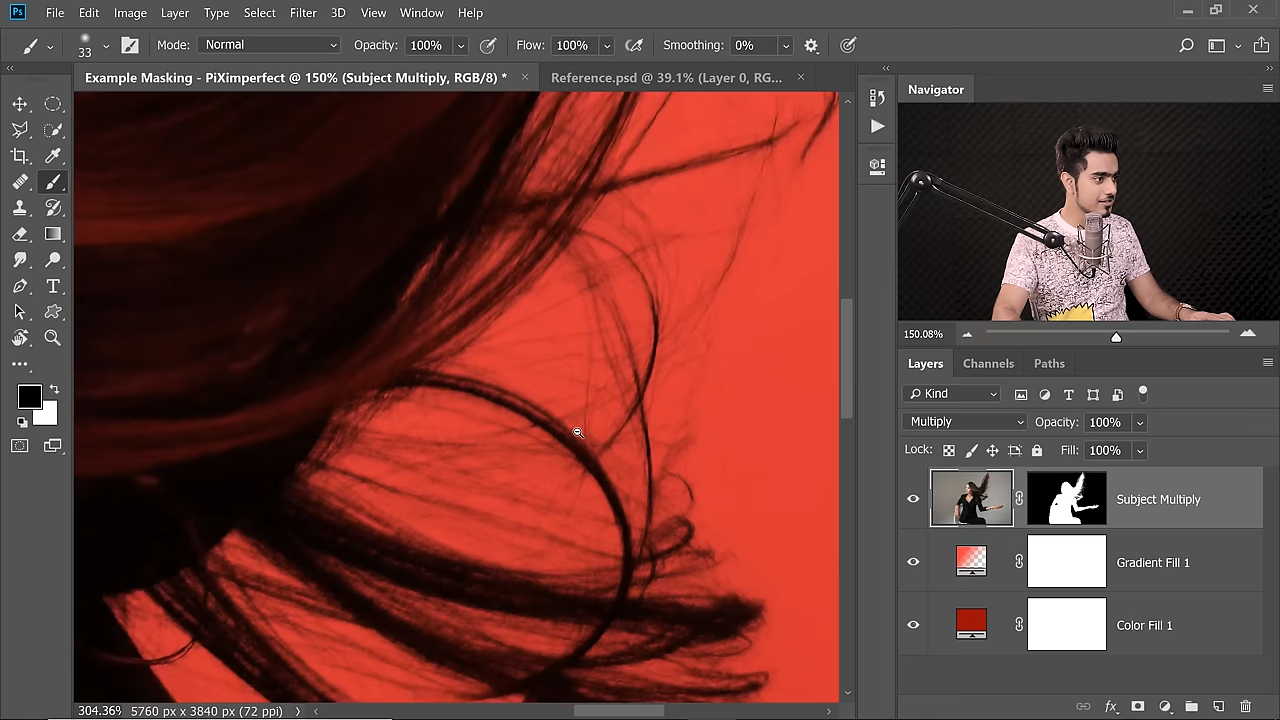 Ps File Edit Image Layer Type Select Filter 3D View Window Help
33 Mode: Normal Opacity: 100% Flow: 100% Smoothing: 0%
Example Masking - PiXimperfect @ 150% (Subject Multiply, RGB/8) * × Reference.psd @ 39.1% (Layer 0, RG... ×
Navigator
150.08%
Layers Channels Paths
Kind
Multiply Opacity: 100%
Lock: Fill: 100%
Subject Multiply
Gradient Fill 1
Color Fill 1
304.36% 5760 px x 3840 px (72 ppi)